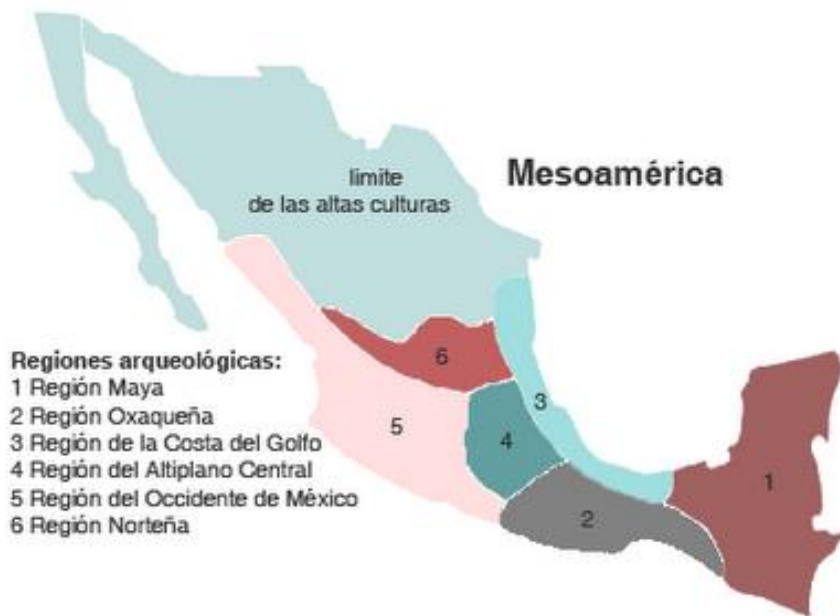 limite
de las altas culturas
Mesoamérica
Regiones arqueológicas:
1 Región Maya
2 Región Oxaqueña
3 Región de la Costa del Golfo
4 Región del Altiplano Central
5 Región del Occidente de México
6 Región Norteña
6
5
4
3
2
1